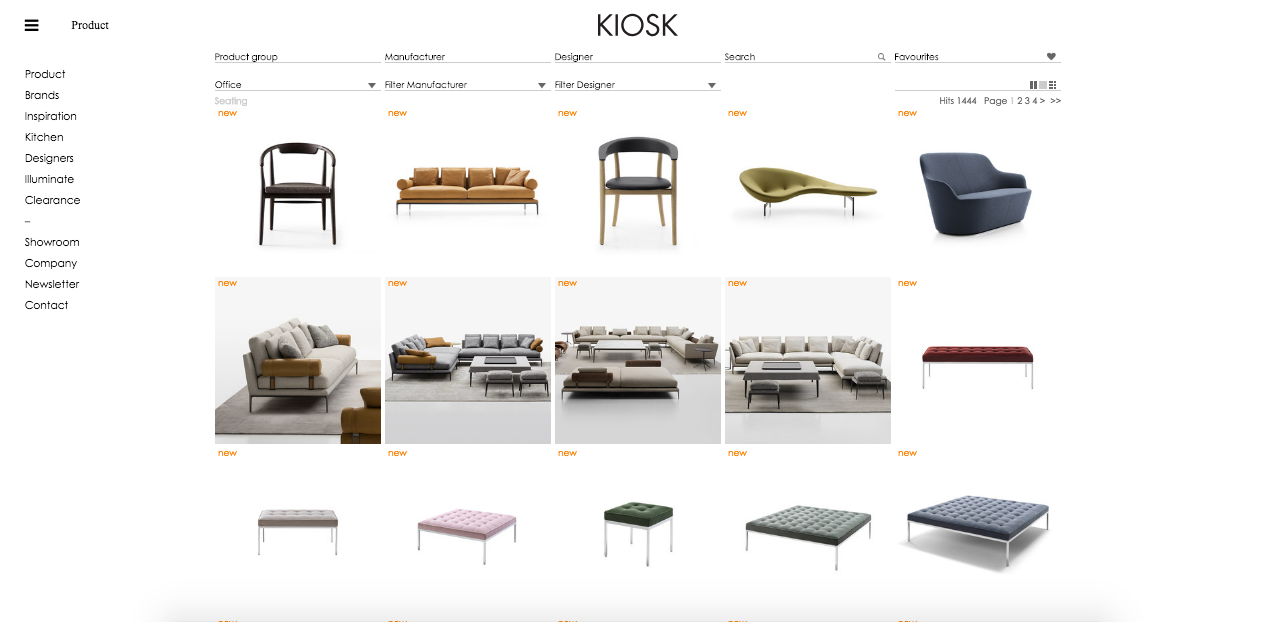 Product
KIOSK
Product
Brands
Inspiration
Kitchen
Designers
Illuminate
Clearance
–
Showroom
Company
Newsletter
Contact
Product group Manufacturer Designer Search Favourites
Office Filter Manufacturer Filter Designer
Seating Hits 1444 Page 1 2 3 4 > >>
new new new new new
new new new new new
new new new new new